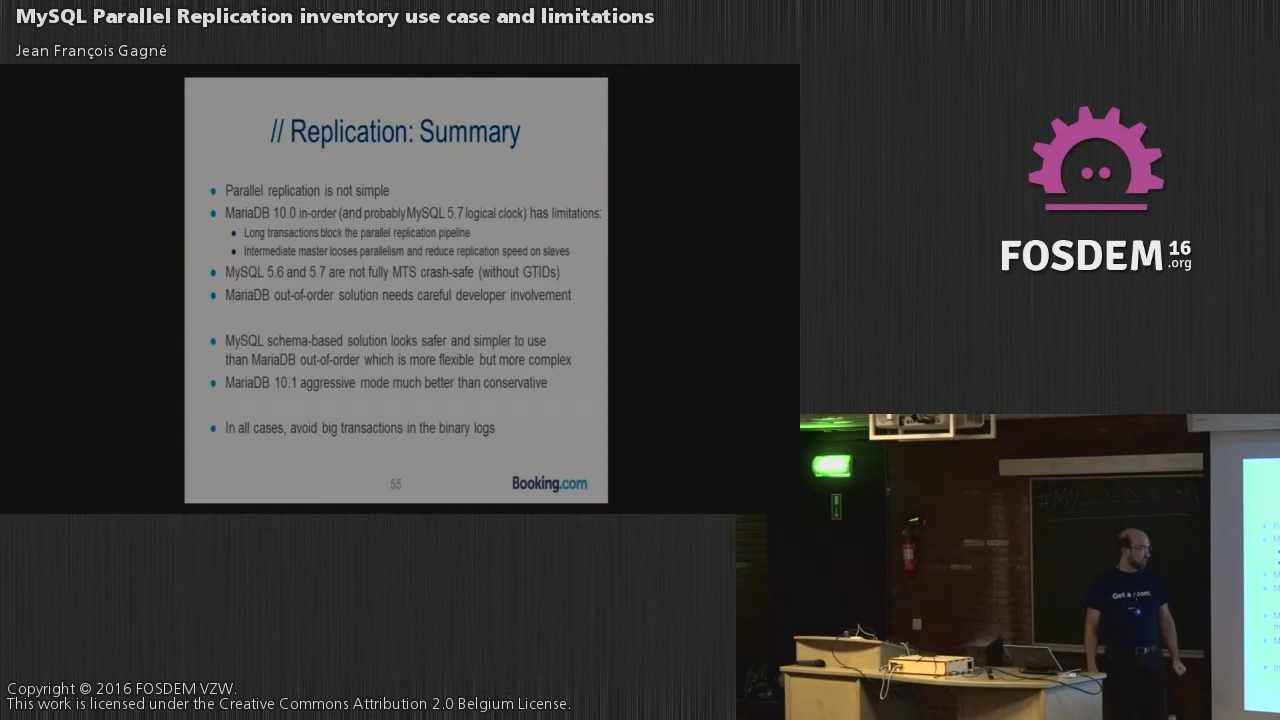 MySQL Parallel Replication inventory use case and limitations
Jean François Gagné
// Replication: Summary
Parallel replication is not simple
MariaDB 10.0 in-order (and probably MySQL 5.7 logical clock) has limitations:
Long transactions block the parallel replication pipeline
Intermediate master looses parallelism and reduce replication speed on slaves
MySQL 5.6 and 5.7 are not fully MTS crash-safe (without GTIDs)
MariaDB out-of-order solution needs careful developer involvement
MySQL schema-based solution looks safer and simpler to use
than MariaDB out-of-order which is more flexible but more complex
MariaDB 10.1 aggressive mode much better than conservative
In all cases, avoid big transactions in the binary logs
55
Booking.com
FOSDEM 16
.org
Get a room.
Copyright © 2016 FOSDEM VZW.
This work is licensed under the Creative Commons Attribution 2.0 Belgium License.